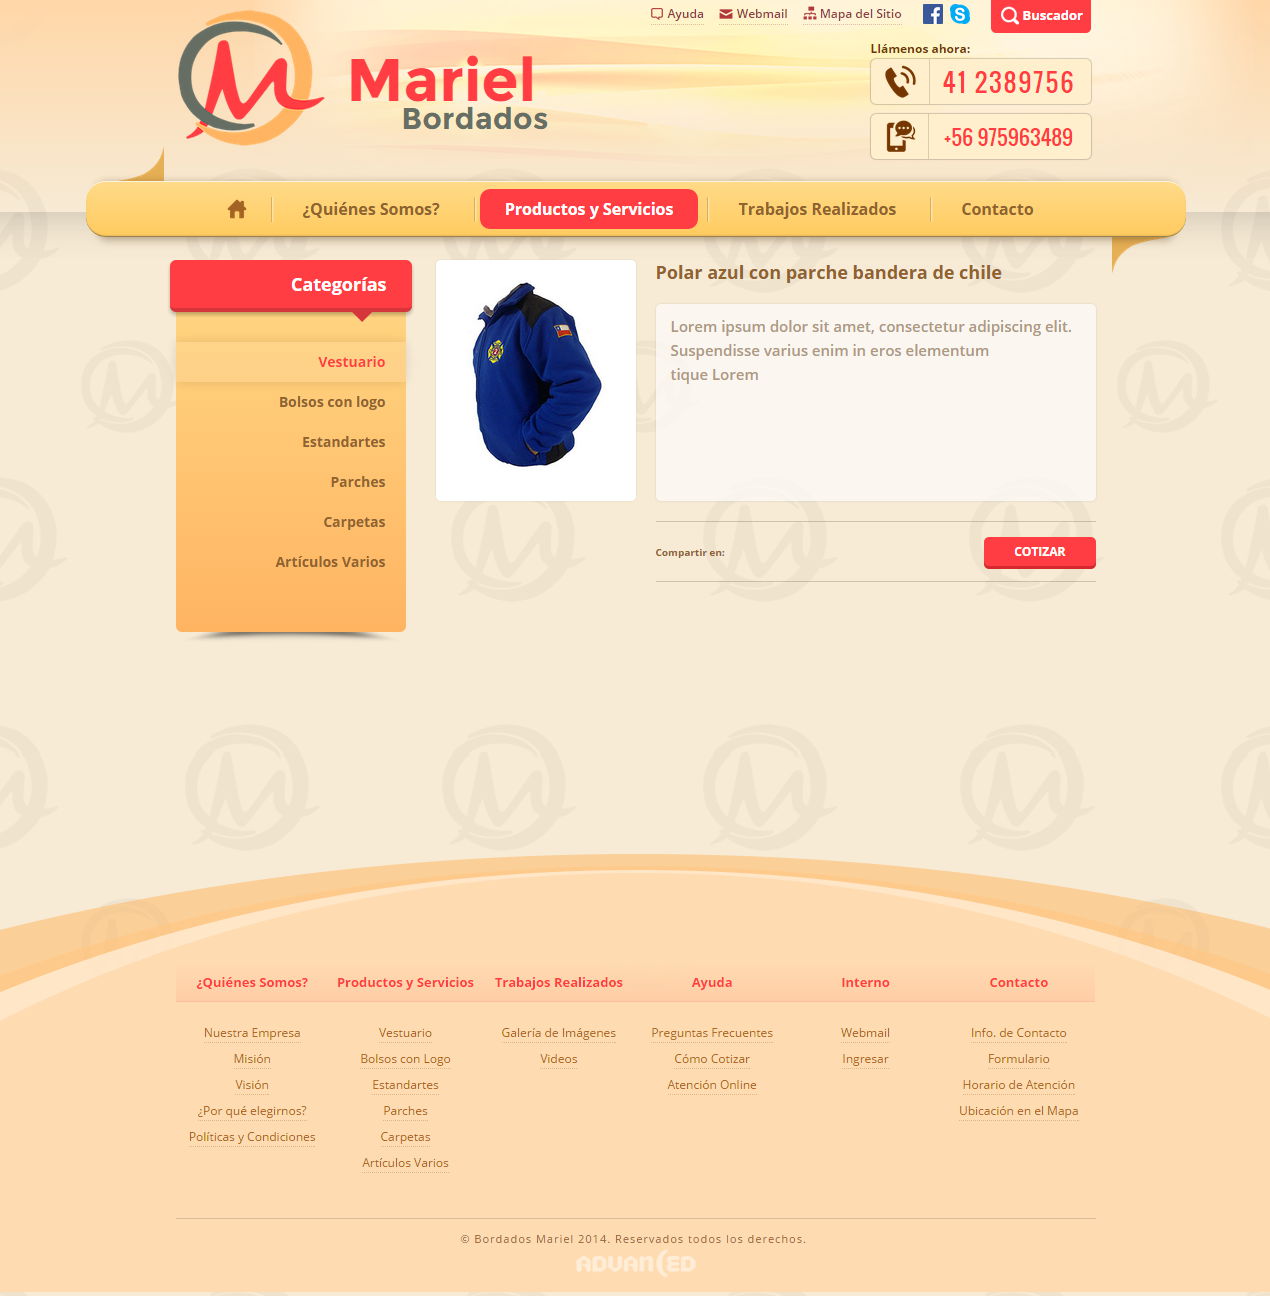 Ayuda
Webmail
Mapa del Sitio
Buscador
Mariel
Bordados
Llámenos ahora:
41 2389756
+56 975963489
¿Quiénes Somos?
Productos y Servicios
Trabajos Realizados
Contacto
Categorías
Vestuario
Bolsos con logo
Estandartes
Parches
Carpetas
Artículos Varios
Polar azul con parche bandera de chile
Lorem ipsum dolor sit amet, consectetur adipiscing elit.
Suspendisse varius enim in eros elementum
tique Lorem
Compartir en:
COTIZAR
¿Quiénes Somos?
Nuestra Empresa
Misión
Visión
¿Por qué elegirnos?
Políticas y Condiciones
Productos y Servicios
Vestuario
Bolsos con Logo
Estandartes
Parches
Carpetas
Artículos Varios
Trabajos Realizados
Galería de Imágenes
Videos
Ayuda
Preguntas Frecuentes
Cómo Cotizar
Atención Online
Interno
Webmail
Ingresar
Contacto
Info. de Contacto
Formulario
Horario de Atención
Ubicación en el Mapa
© Bordados Mariel 2014. Reservados todos los derechos.
ADVANCED